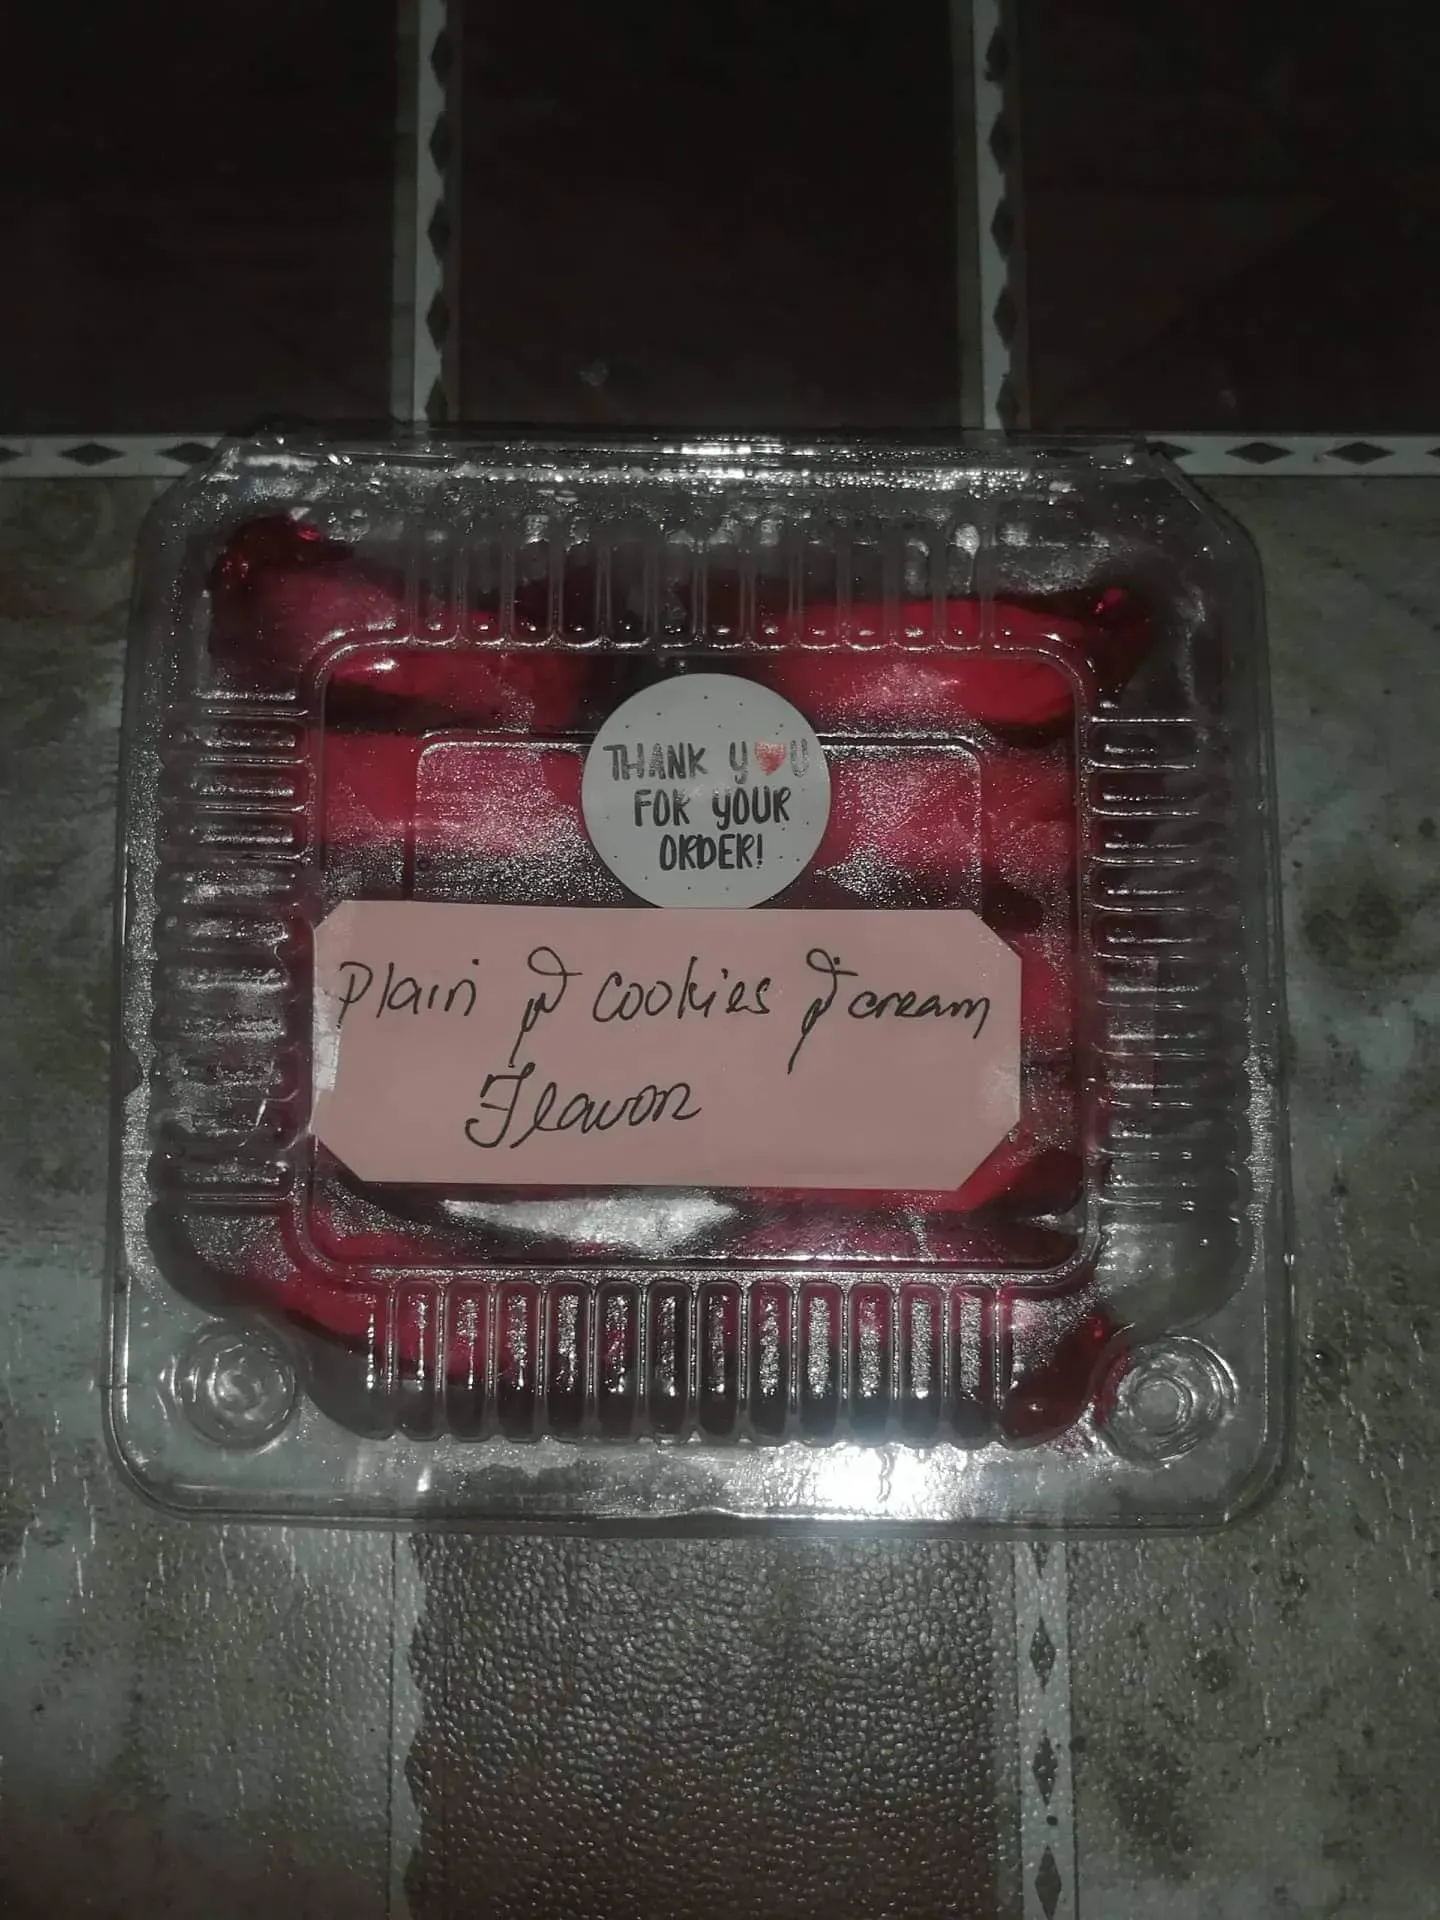 THANK YOU
FOR YOUR
ORDER!
Plain & cookies & cream
Flavor